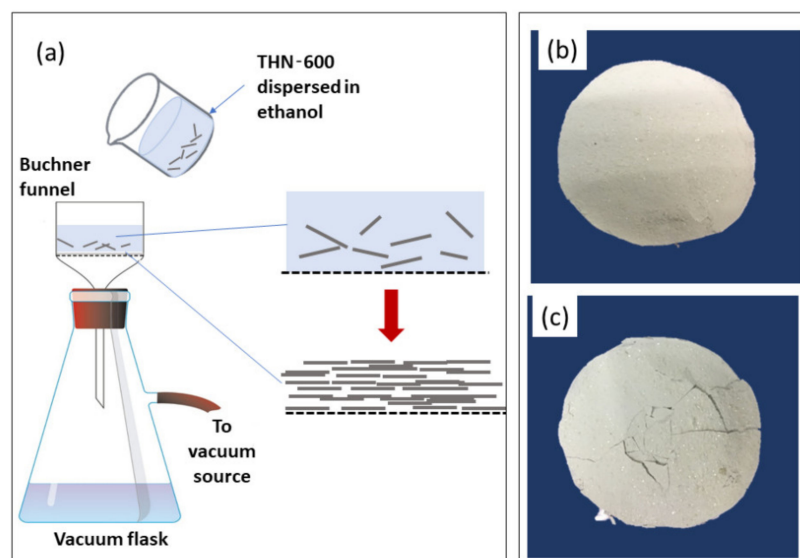 (a)
THN-600
dispersed in
ethanol
Buchner
funnel
To
vacuum
source
Vacuum flask
(b)
(c)